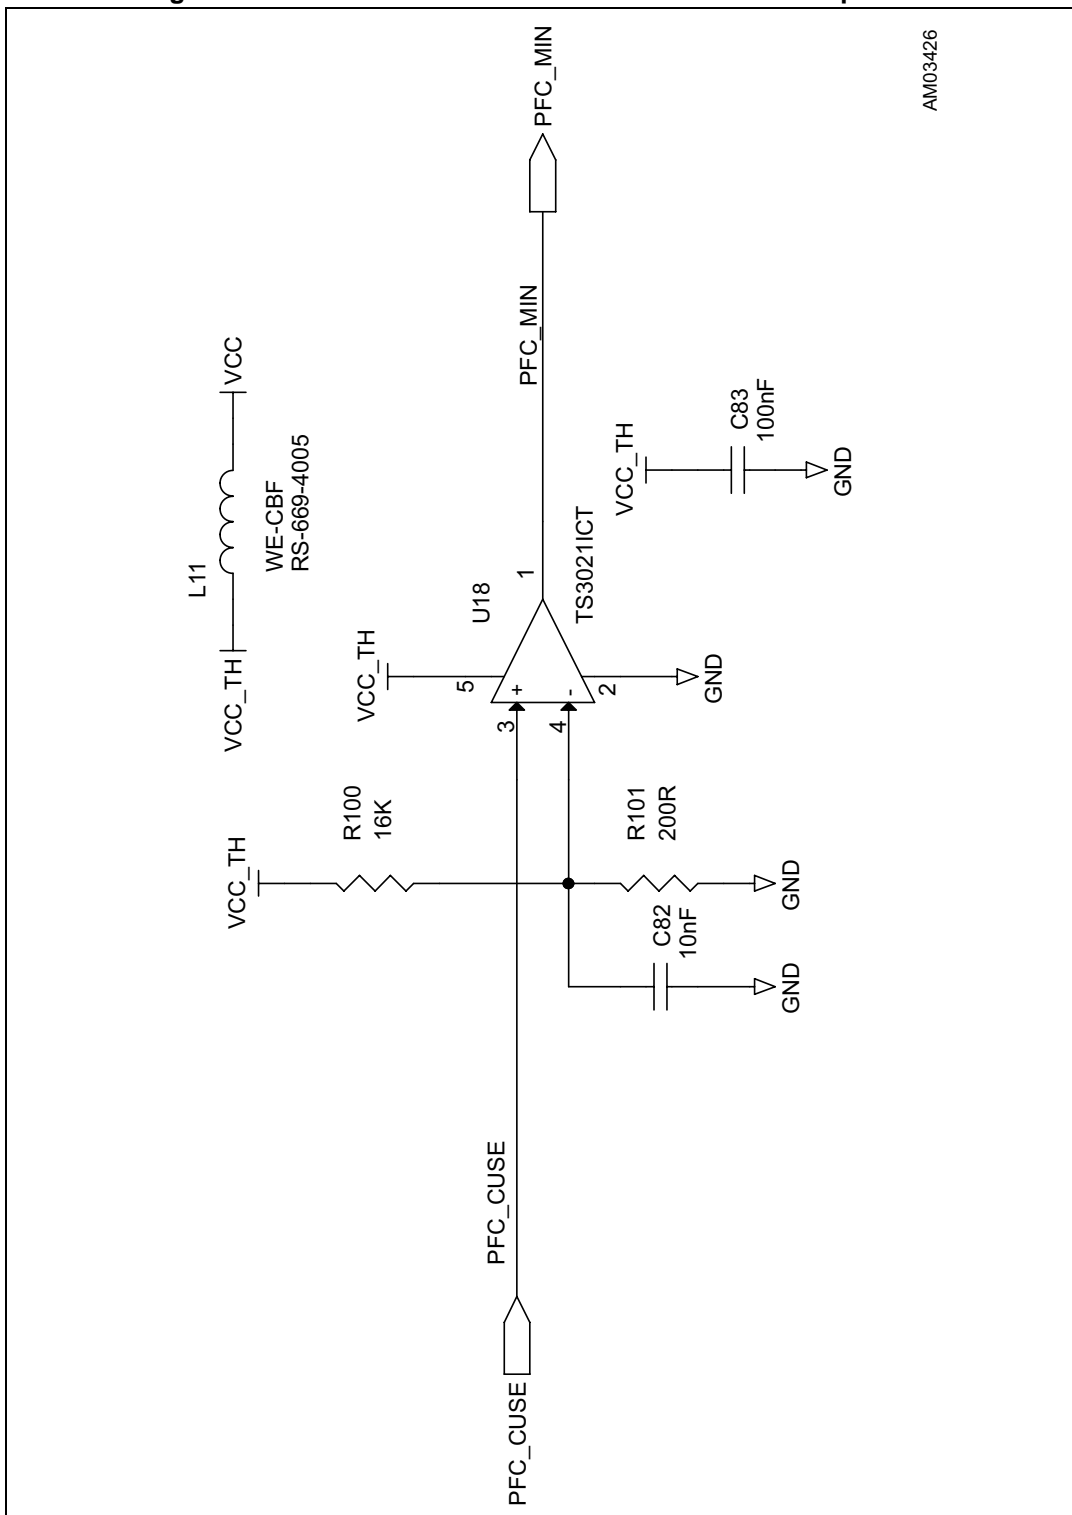 AM03426
L11
VCC_TH
VCC
WE-CBF
RS-669-4005
VCC_TH
R100
16K
VCC_TH
5
U18
PFC_CUSE
PFC_CUSE
3
+
4
-
1
2
TS3021ICT
GND
PFC_MIN
PFC_MIN
C82
10nF
GND
R101
200R
GND
VCC_TH
C83
100nF
GND